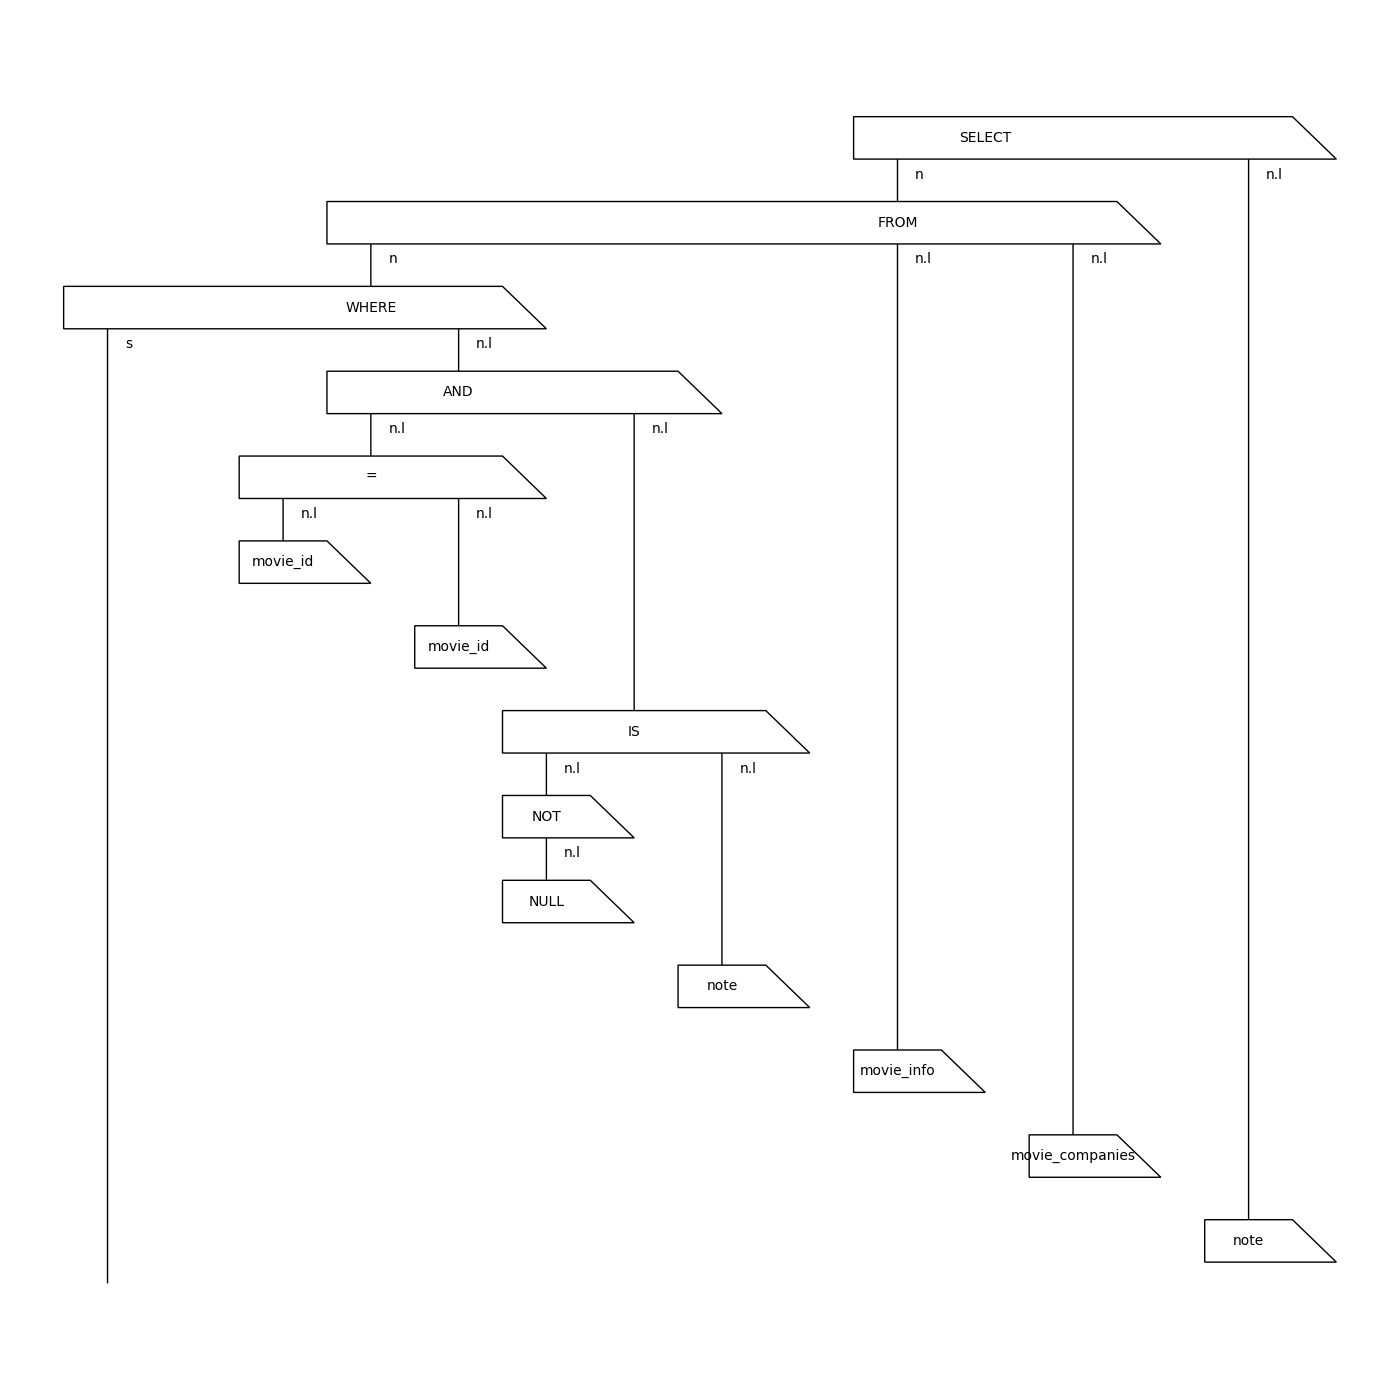 SELECT
n n.l
FROM
n n.l n.l
WHERE
s n.l
AND
n.l n.l
=
n.l n.l
movie_id
movie_id
IS
n.l n.l
NOT
n.l
NULL
note
movie_info
movie_companies
note